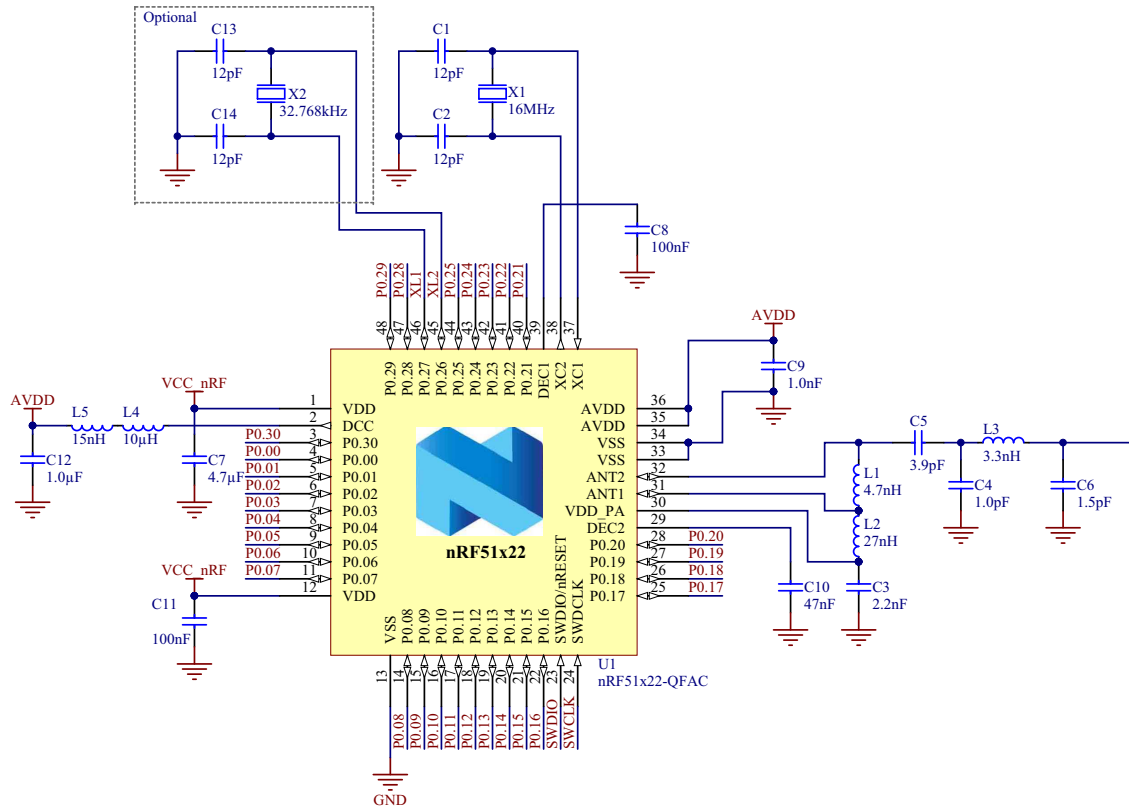 Optional
C13
12pF
X2
32.768kHz
C14
12pF
C1
12pF
X1
16MHz
C2
12pF
C8
100nF
P0.29
P0.28
XL1
XL2
P0.25
P0.24
P0.23
P0.22
P0.21
48
47
46
45
44
43
42
41
40
39
38
37
P0.29
P0.28
P0.27
P0.26
P0.25
P0.24
P0.23
P0.22
P0.21
DEC1
XC2
XC1
AVDD
L5
15nH
L4
10µH
C12
1.0µF
VCC_nRF
C7
4.7µF
VCC_nRF
C11
100nF
1 VDD
2 DCC
P0.30 3 P0.30
P0.00 4 P0.00
P0.01 5 P0.01
P0.02 6 P0.02
P0.03 7 P0.03
P0.04 8 P0.04
P0.05 9 P0.05
P0.06 10 P0.06
P0.07 11 P0.07
12 VDD
nRF51x22
AVDD 36
AVDD 35
VSS 34
VSS 33
ANT2 32
ANT1 31
VDD_PA 30
DEC2 29
P0.20 28 P0.20
P0.19 27 P0.19
P0.18 26 P0.18
P0.17 25 P0.17
AVDD
C9
1.0nF
C5
3.9pF
L3
3.3nH
L1
4.7nH
C4
1.0pF
C6
1.5pF
L2
27nH
C10
47nF
C3
2.2nF
VSS
P0.08
P0.09
P0.10
P0.11
P0.12
P0.13
P0.14
P0.15
P0.16
SWDIO/nRESET
SWDCLK
U1
nRF51x22-QFAC
13
14
15
16
17
18
19
20
21
22
23
24
P0.08
P0.09
P0.10
P0.11
P0.12
P0.13
P0.14
P0.15
P0.16
SWDIO
SWCLK
GND